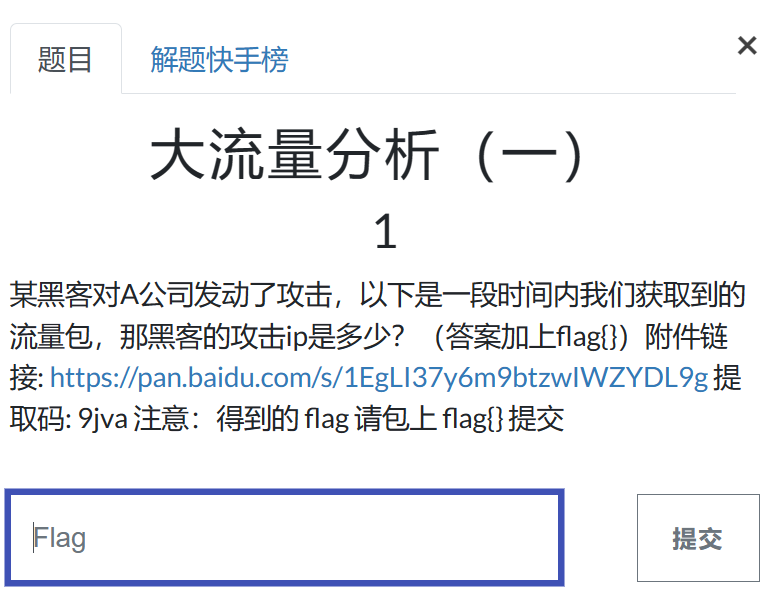 题目
解题快手榜
×
大流量分析（一）
1
某黑客对A公司发动了攻击，以下是一段时间内我们获取到的
流量包，那黑客的攻击ip是多少？（答案加上flag{}）附件链
接: https://pan.baidu.com/s/1EgLI37y6m9btzwIWZYDL9g 提
取码: 9jva 注意：得到的 flag 请包上 flag{} 提交
Flag
提交